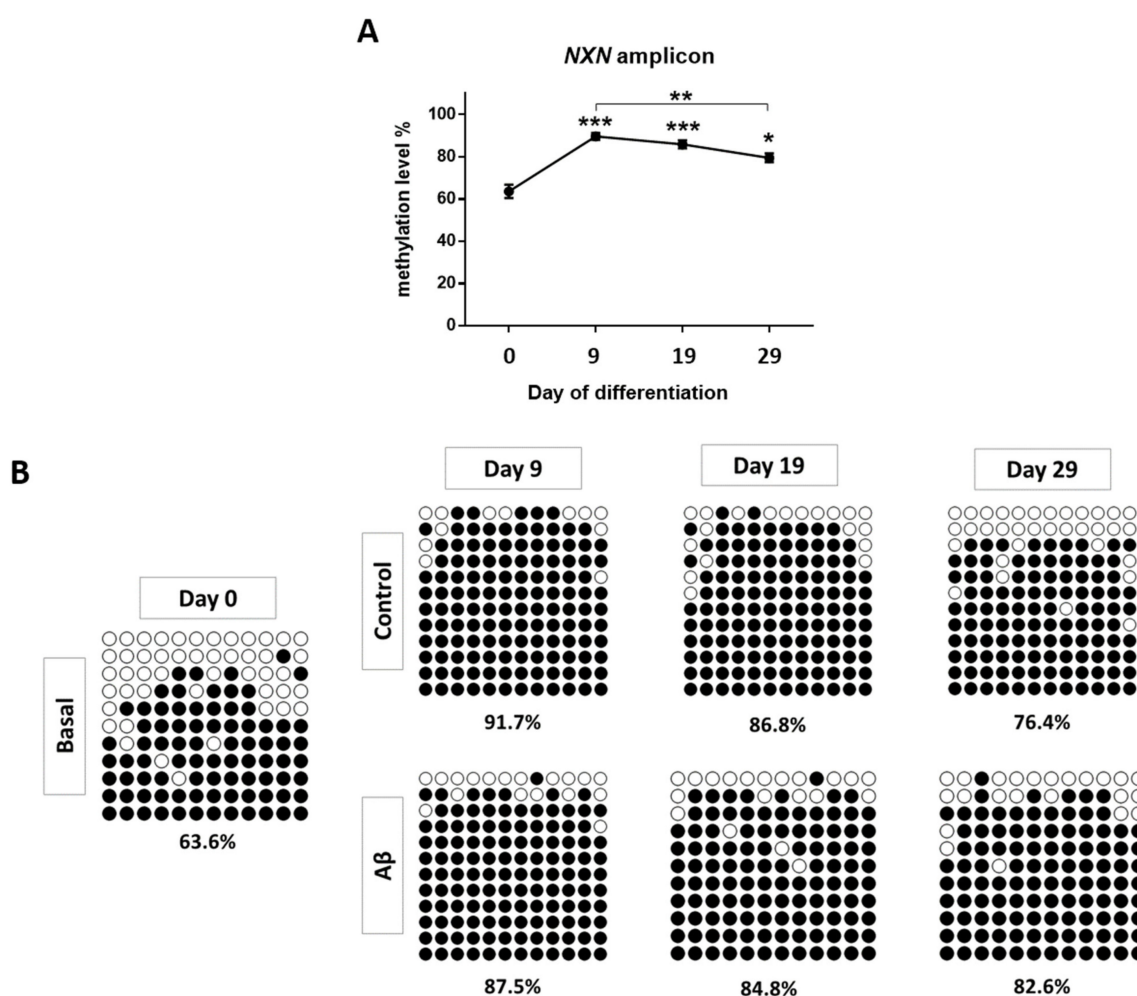 A
NXN amplicon
**
***
***
*
100
80
60
40
20
0
methylation level %
0 9 19 29
Day of differentiation
B
Day 9 Day 19 Day 29
Day 0
Control
Basal
91.7% 86.8% 76.4%
63.6%
Aβ
87.5% 84.8% 82.6%